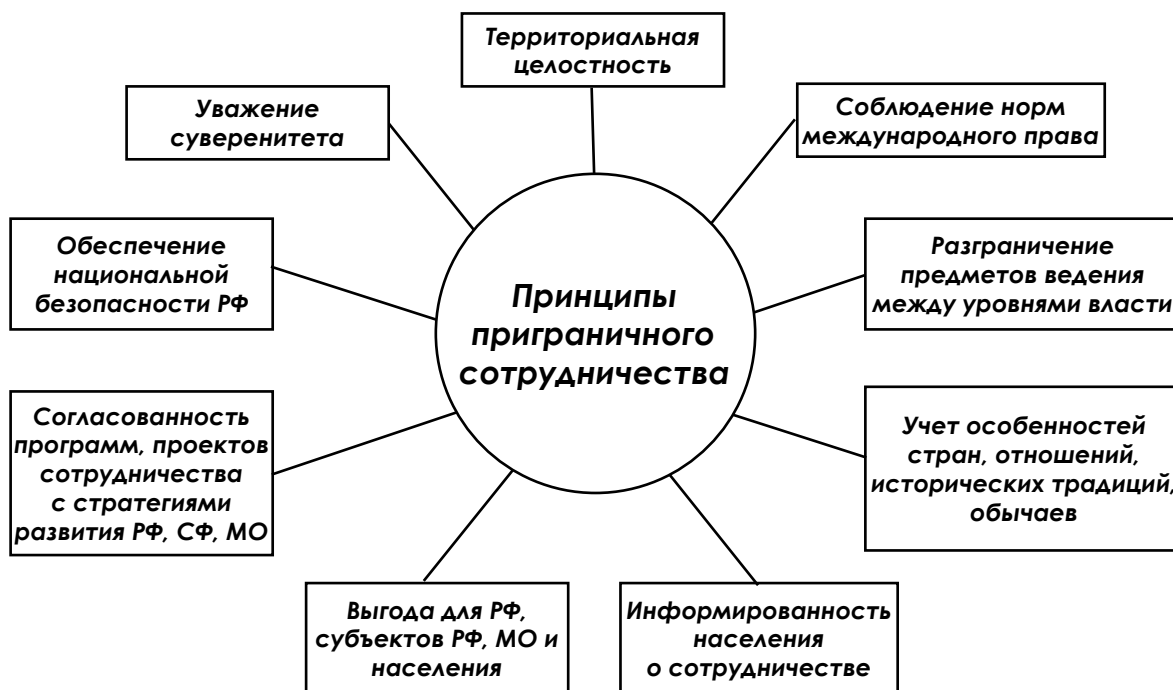 Территориальная
целостность
Уважение
суверенитета
Соблюдение норм
международного права
Обеспечение
национальной
безопасности РФ
Разграничение
предметов ведения
между уровнями власти
Принципы
приграничного
сотрудничества
Согласованность
программ, проектов
сотрудничества
с стратегиями
развития РФ, СФ, МО
Учет особенностей
стран, отношений,
исторических традиций,
обычаев
Выгода для РФ,
субъектов РФ, МО и
населения
Информированность
населения
о сотрудничестве